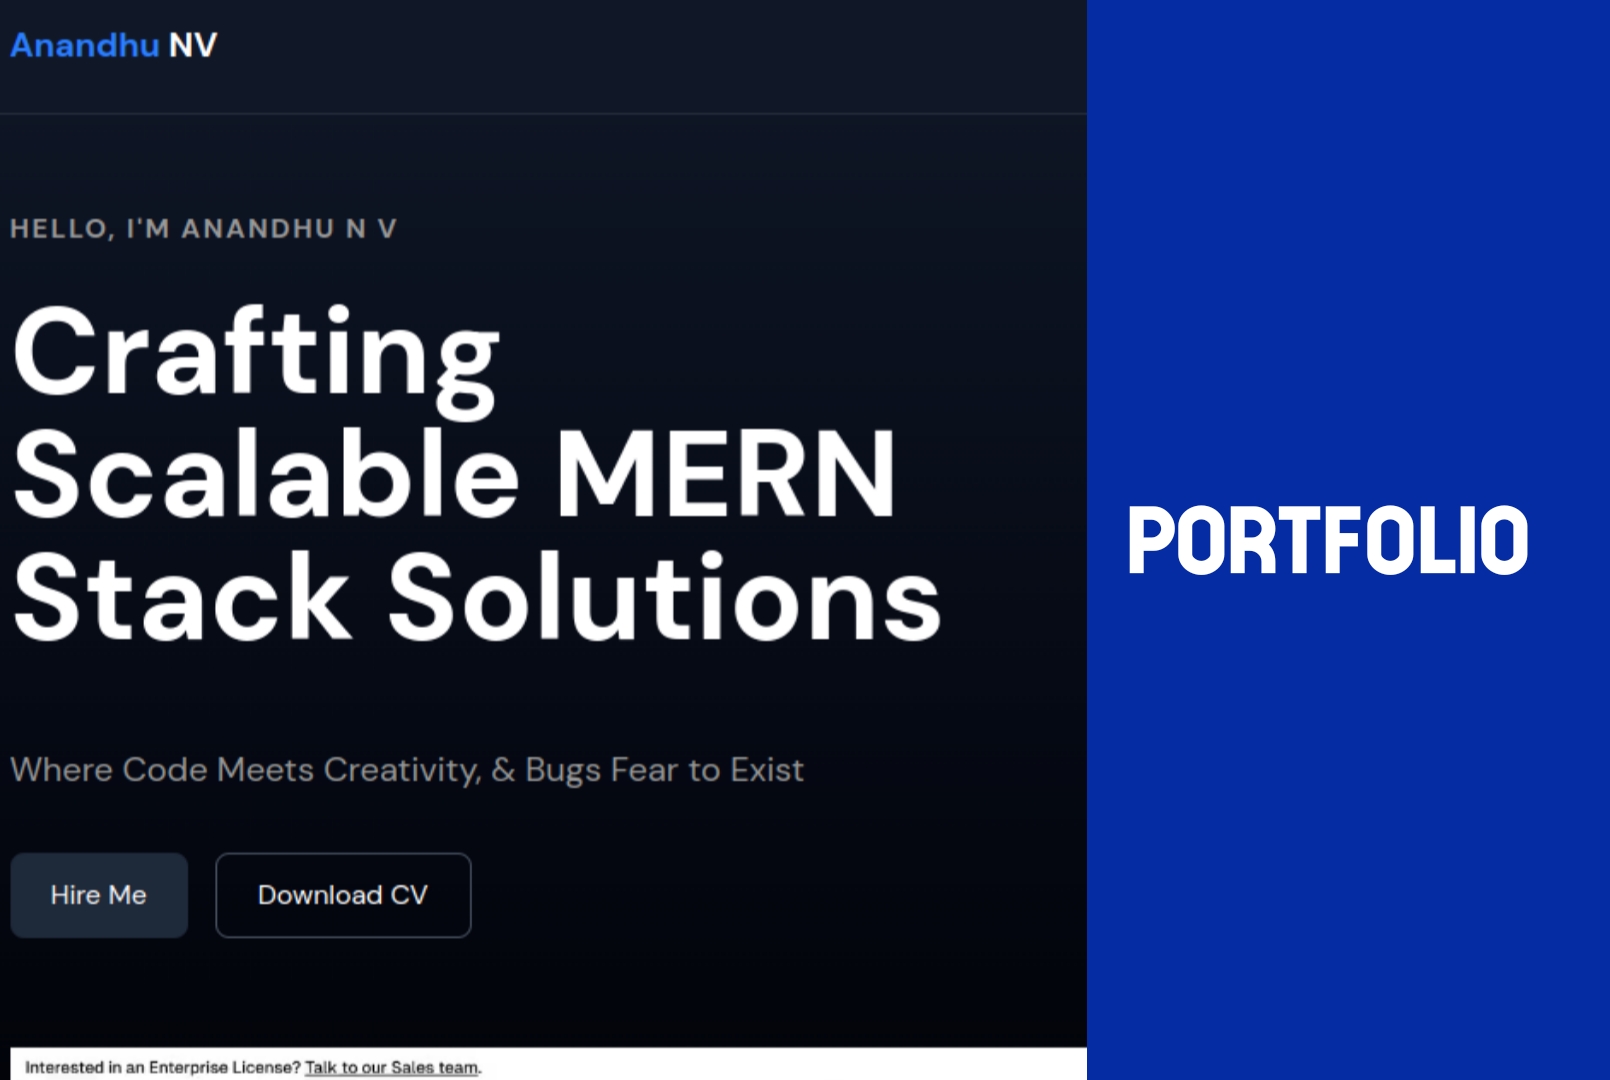 Anandhu NV
HELLO, I'M ANANDHU N V
Crafting
Scalable MERN
Stack Solutions
Where Code Meets Creativity, & Bugs Fear to Exist
Hire Me
Download CV
Interested in an Enterprise License? Talk to our Sales team.
PORTFOLIO